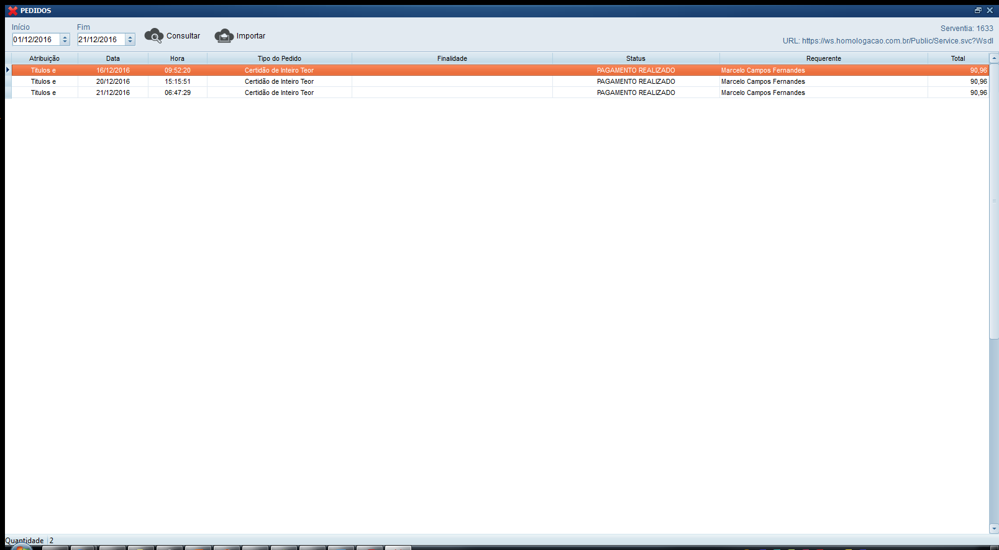 PEDIDOS
Início Fim
01/12/2016 21/12/2016 Consultar Importar
Serventia: 1633
URL: https://ws.homologacao.com.br/Public/Service.svc?Wsdl
Atribuição Data Hora Tipo do Pedido Finalidade Status Requerente Total
Titulos e 16/12/2016 09:52:20 Certidão de Inteiro Teor PAGAMENTO REALIZADO Marcelo Campos Fernandes 90,96
Titulos e 20/12/2016 15:15:51 Certidão de Inteiro Teor PAGAMENTO REALIZADO Marcelo Campos Fernandes 90,96
Titulos e 21/12/2016 06:47:29 Certidão de Inteiro Teor PAGAMENTO REALIZADO Marcelo Campos Fernandes 90,96
Quantidade 2